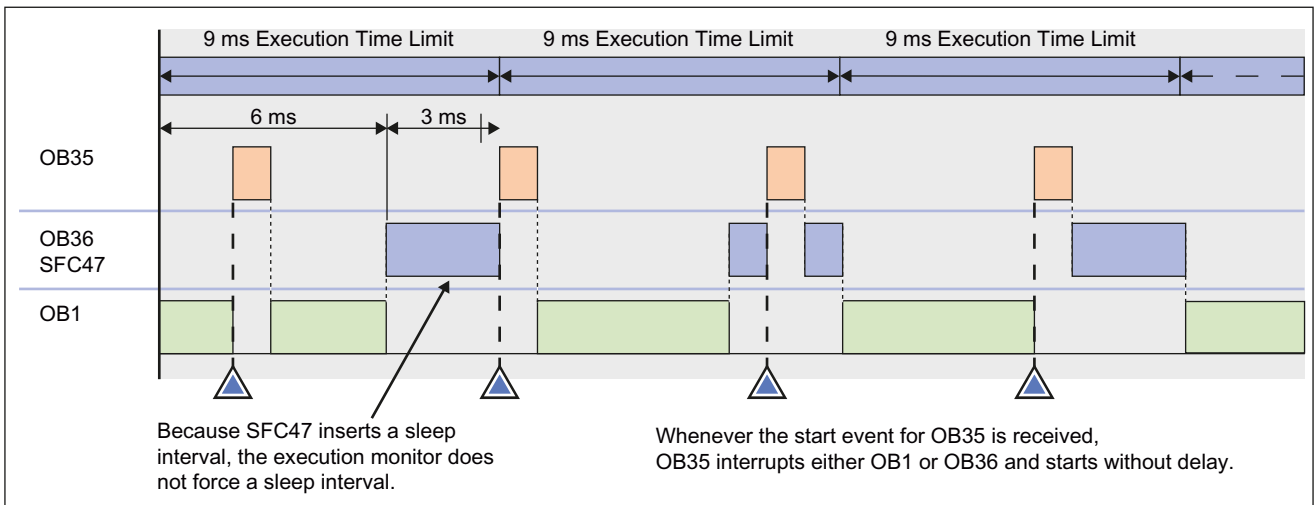 9 ms Execution Time Limit
9 ms Execution Time Limit
9 ms Execution Time Limit
6 ms
3 ms
OB35
OB36
SFC47
OB1
Because SFC47 inserts a sleep
interval, the execution monitor does
not force a sleep interval.
Whenever the start event for OB35 is received,
OB35 interrupts either OB1 or OB36 and starts without delay.